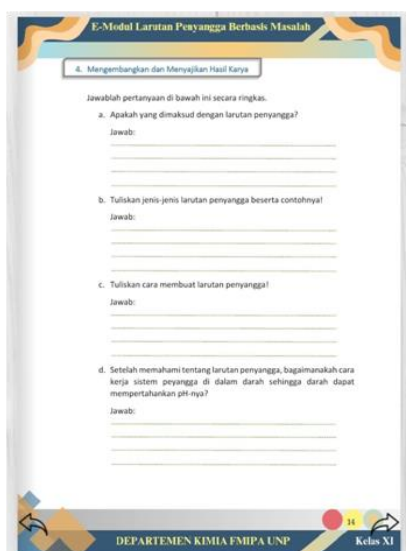 E-Modul Larutan Penyangga Berbasis Masalah
4. Mengembangkan dan Menyajikan Hasil Karya
Jawablah pertanyaan di bawah ini secara ringkas.
a. Apakah yang dimaksud dengan larutan penyangga?
Jawab:
b. Tuliskan jenis-jenis larutan penyangga beserta contohnya!
Jawab:
c. Tuliskan cara membuat larutan penyangga!
Jawab:
d. Setelah memahami tentang larutan penyangga, bagaimanakah cara
kerja sistem peyangga di dalam darah sehingga darah dapat
mempertahankan pH-nya?
Jawab:
14
DEPARTEMEN KIMIA FMIPA UNP
Kelas XI